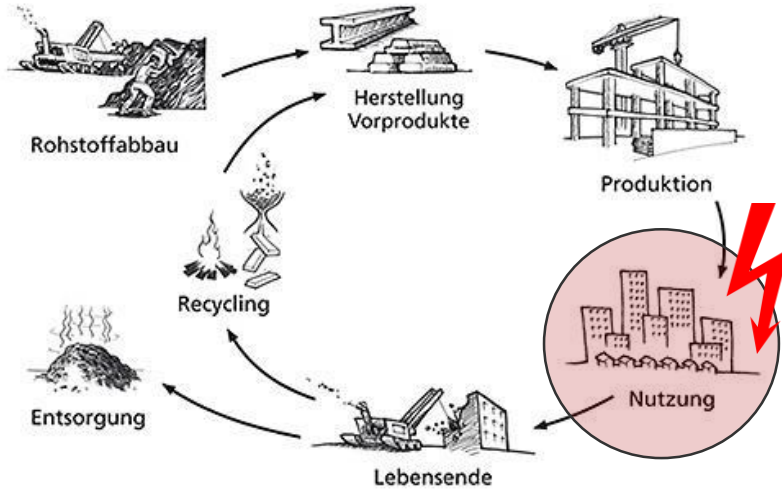 Rohstoffabbau
Herstellung
Vorprodukte
Produktion
Nutzung
Lebensende
Recycling
Entsorgung